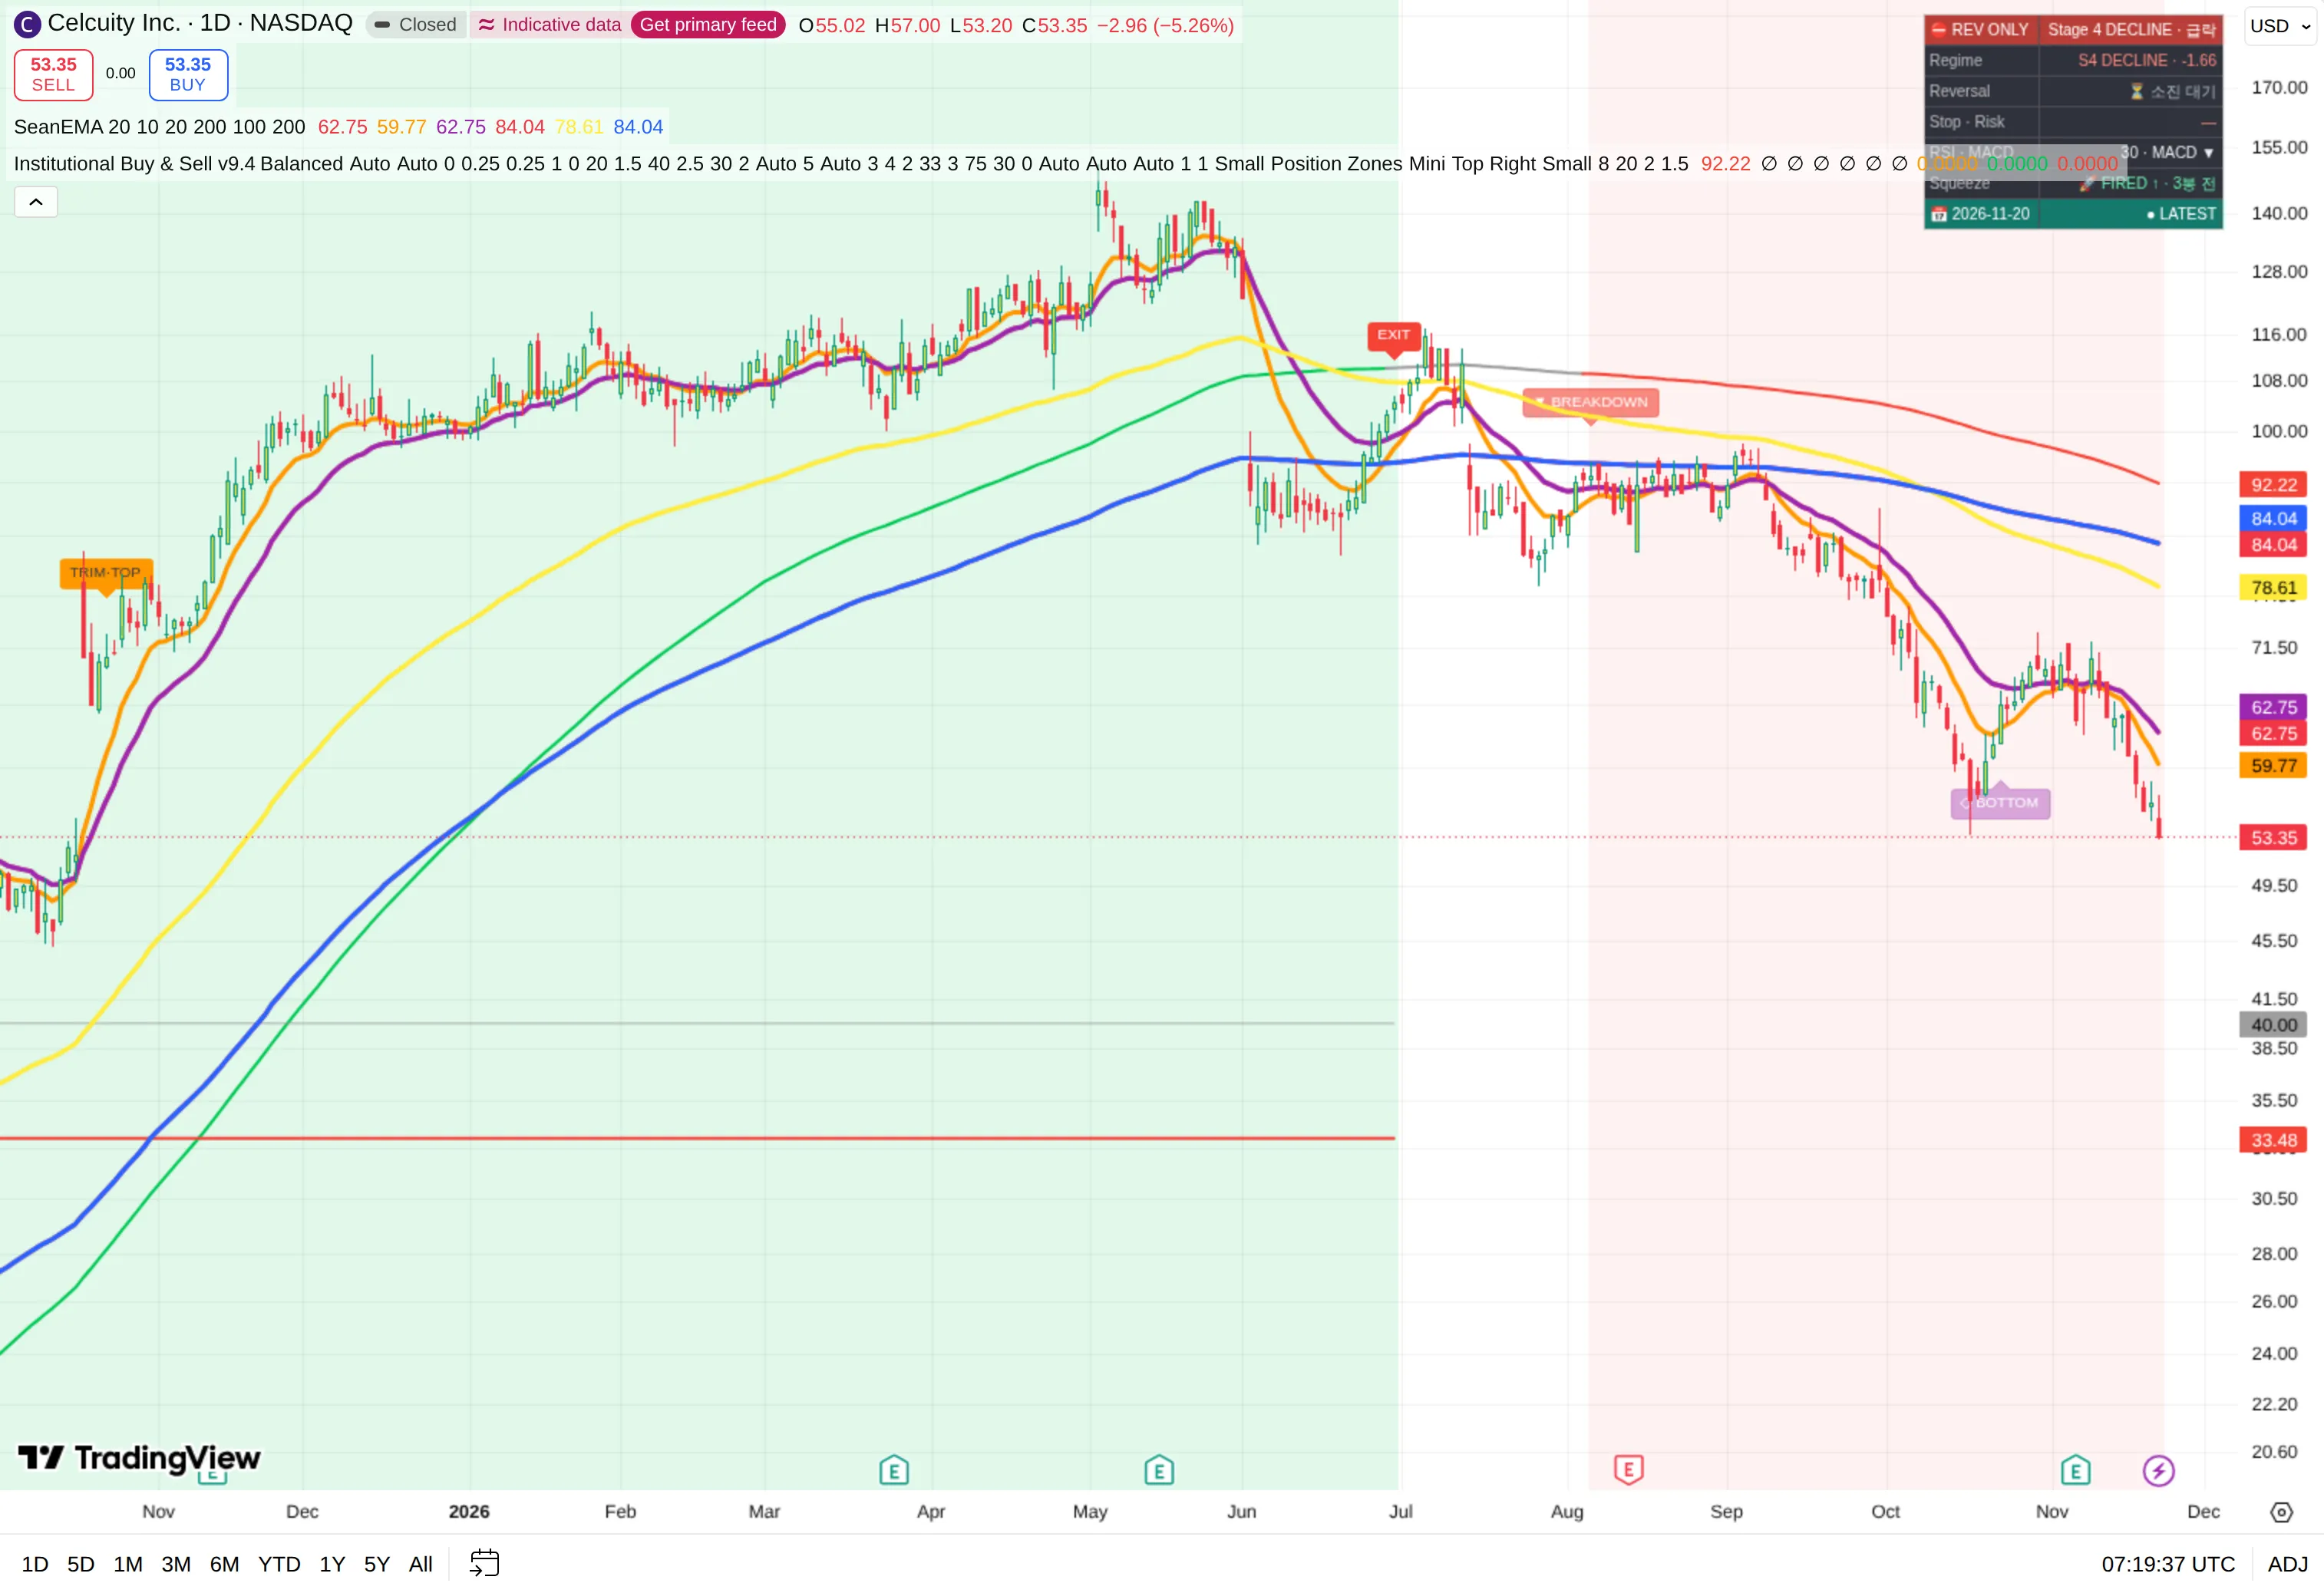 Celcuity Inc. · 1D · NASDAQ Closed Indicative data Get primary feed O55.02 H57.00 L53.20 C53.35 −2.96 (−5.26%)
53.35 SELL 0.00 53.35 BUY
SeanEMA 20 10 20 200 100 200 62.75 59.77 62.75 84.04 78.61 84.04
Institutional Buy & Sell v9.4 Balanced Auto Auto 0 0.25 0.25 1 0 20 1.5 40 2.5 30 2 Auto 5 Auto 3 4 2 33 3 75 30 0 Auto Auto Auto 1 1 Small Position Zones Mini Top Right Small 8 20 2 1.5 92.22 ∅ ∅ ∅ ∅ ∅ ∅ 0.0000 0.0000 0.0000
REV ONLY Stage 4 DECLINE · 급락
Regime S4 DECLINE · -1.66
Reversal 소진 대기
Stop · Risk —
RSI · MACD 30 · MACD ▼
Squeeze FIRED ↑ · 3봉 전
2026-11-20 ● LATEST
USD
170.00
155.00
140.00
128.00
116.00
108.00
100.00
92.22
84.04
84.04
78.61
71.50
62.75
62.75
59.77
53.35
49.50
45.50
41.50
40.00
38.50
35.50
33.48
30.50
28.00
26.00
24.00
22.20
20.60
EXIT
▼ BREAKDOWN
TRIM-TOP
◇ BOTTOM
TradingView
E E E E E
Nov Dec 2026 Feb Mar Apr May Jun Jul Aug Sep Oct Nov Dec
1D 5D 1M 3M 6M YTD 1Y 5Y All 07:19:37 UTC ADJ